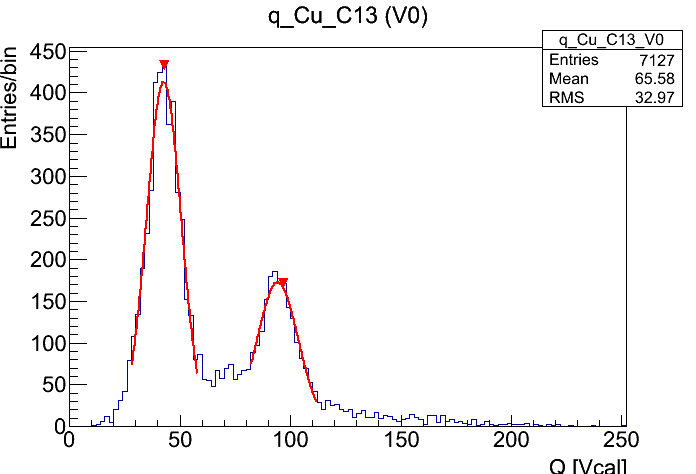 q_Cu_C13 (V0)
q_Cu_C13_V0
Entries 7127
Mean 65.58
RMS 32.97
Entries/bin
450
400
350
300
250
200
150
100
50
0
0 50 100 150 200 250
Q [Vcal]